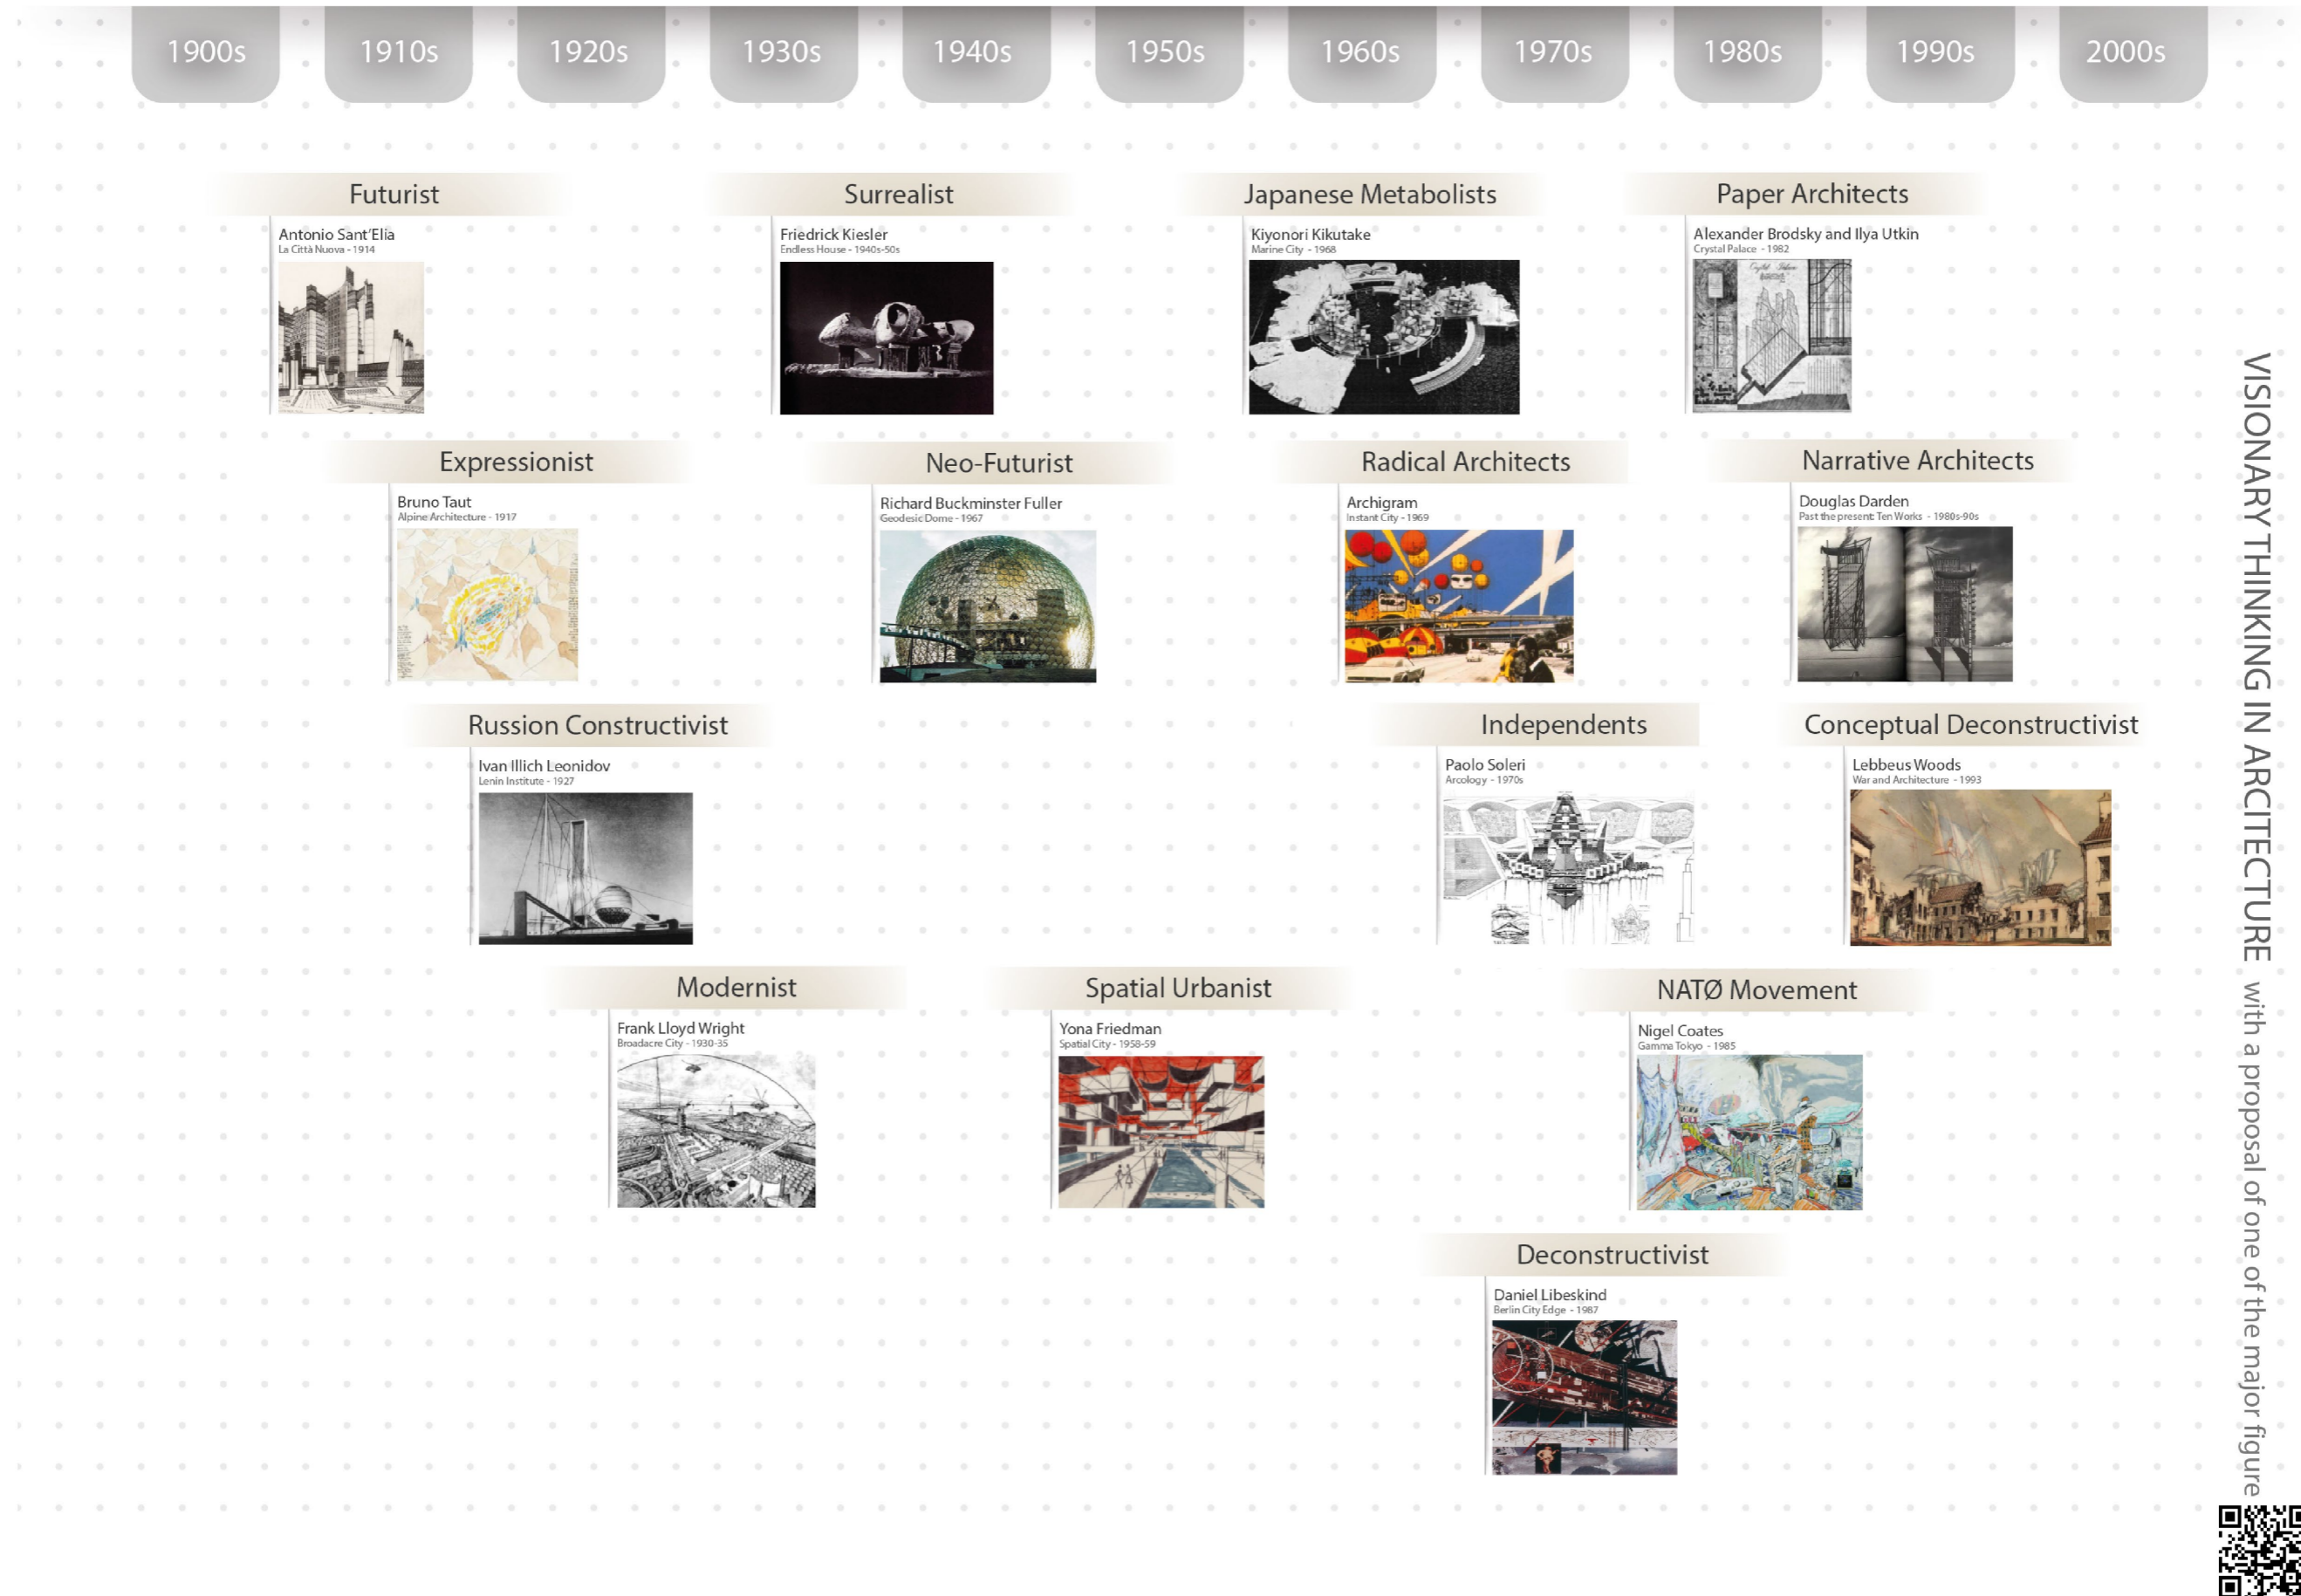 1900s
1910s
1920s
1930s
1940s
1950s
1960s
1970s
1980s
1990s
2000s
Futurist
Antonio Sant'Elia
La Città Nuova - 1914
Surrealist
Friedrick Kiesler
Endless House - 1940s-50s
Japanese Metabolists
Kiyonori Kikutake
Marine City - 1968
Paper Architects
Alexander Brodsky and Ilya Utkin
Crystal Palace - 1982
Expressionist
Bruno Taut
Alpine Architecture - 1917
Neo-Futurist
Richard Buckminster Fuller
Geodesic Dome - 1967
Radical Architects
Archigram
Instant City - 1969
Narrative Architects
Douglas Darden
Past the present: Ten Works - 1980s-90s
Russion Constructivist
Ivan Illich Leonidov
Lenin Institute - 1927
Independents
Paolo Soleri
Arcology - 1970s
Conceptual Deconstructivist
Lebbeus Woods
War and Architecture - 1993
Modernist
Frank Lloyd Wright
Broadacre City - 1930-35
Spatial Urbanist
Yona Friedman
Spatial City - 1958-59
NATØ Movement
Nigel Coates
Gamma Tokyo - 1985
Deconstructivist
Daniel Libeskind
Berlin City Edge - 1987
VISIONARY THINKING IN ARCITECTURE with a proposal of one of the major figure